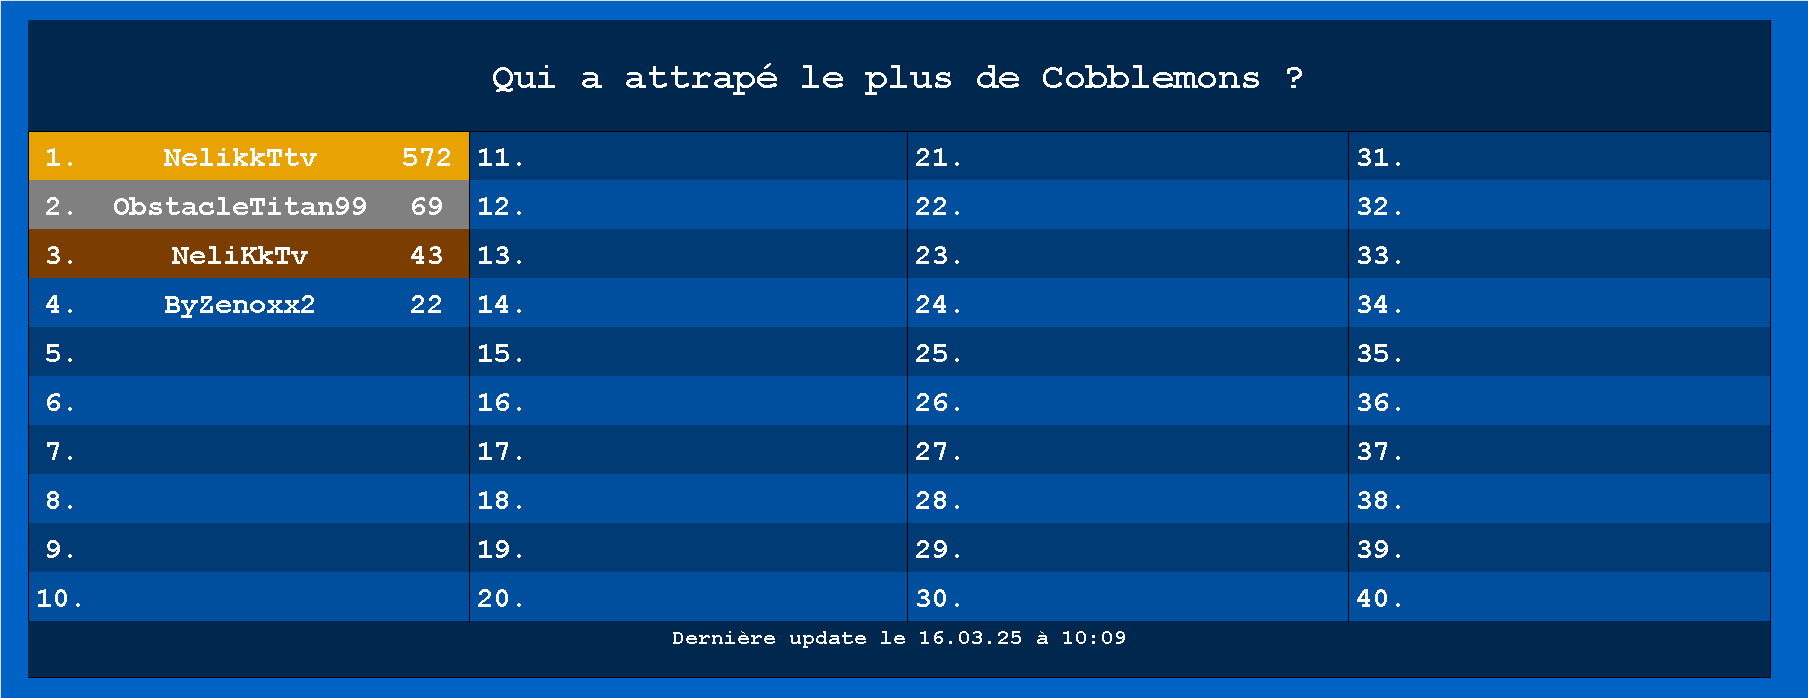 Qui a attrapé le plus de Cobblemons ?
1. NelikkTtv 572 11. 21. 31.
2. ObstacleTitan99 69 12. 22. 32.
3. NeliKkTv 43 13. 23. 33.
4. ByZenoxx2 22 14. 24. 34.
5. 15. 25. 35.
6. 16. 26. 36.
7. 17. 27. 37.
8. 18. 28. 38.
9. 19. 29. 39.
10. 20. 30. 40.
Dernière update le 16.03.25 à 10:09